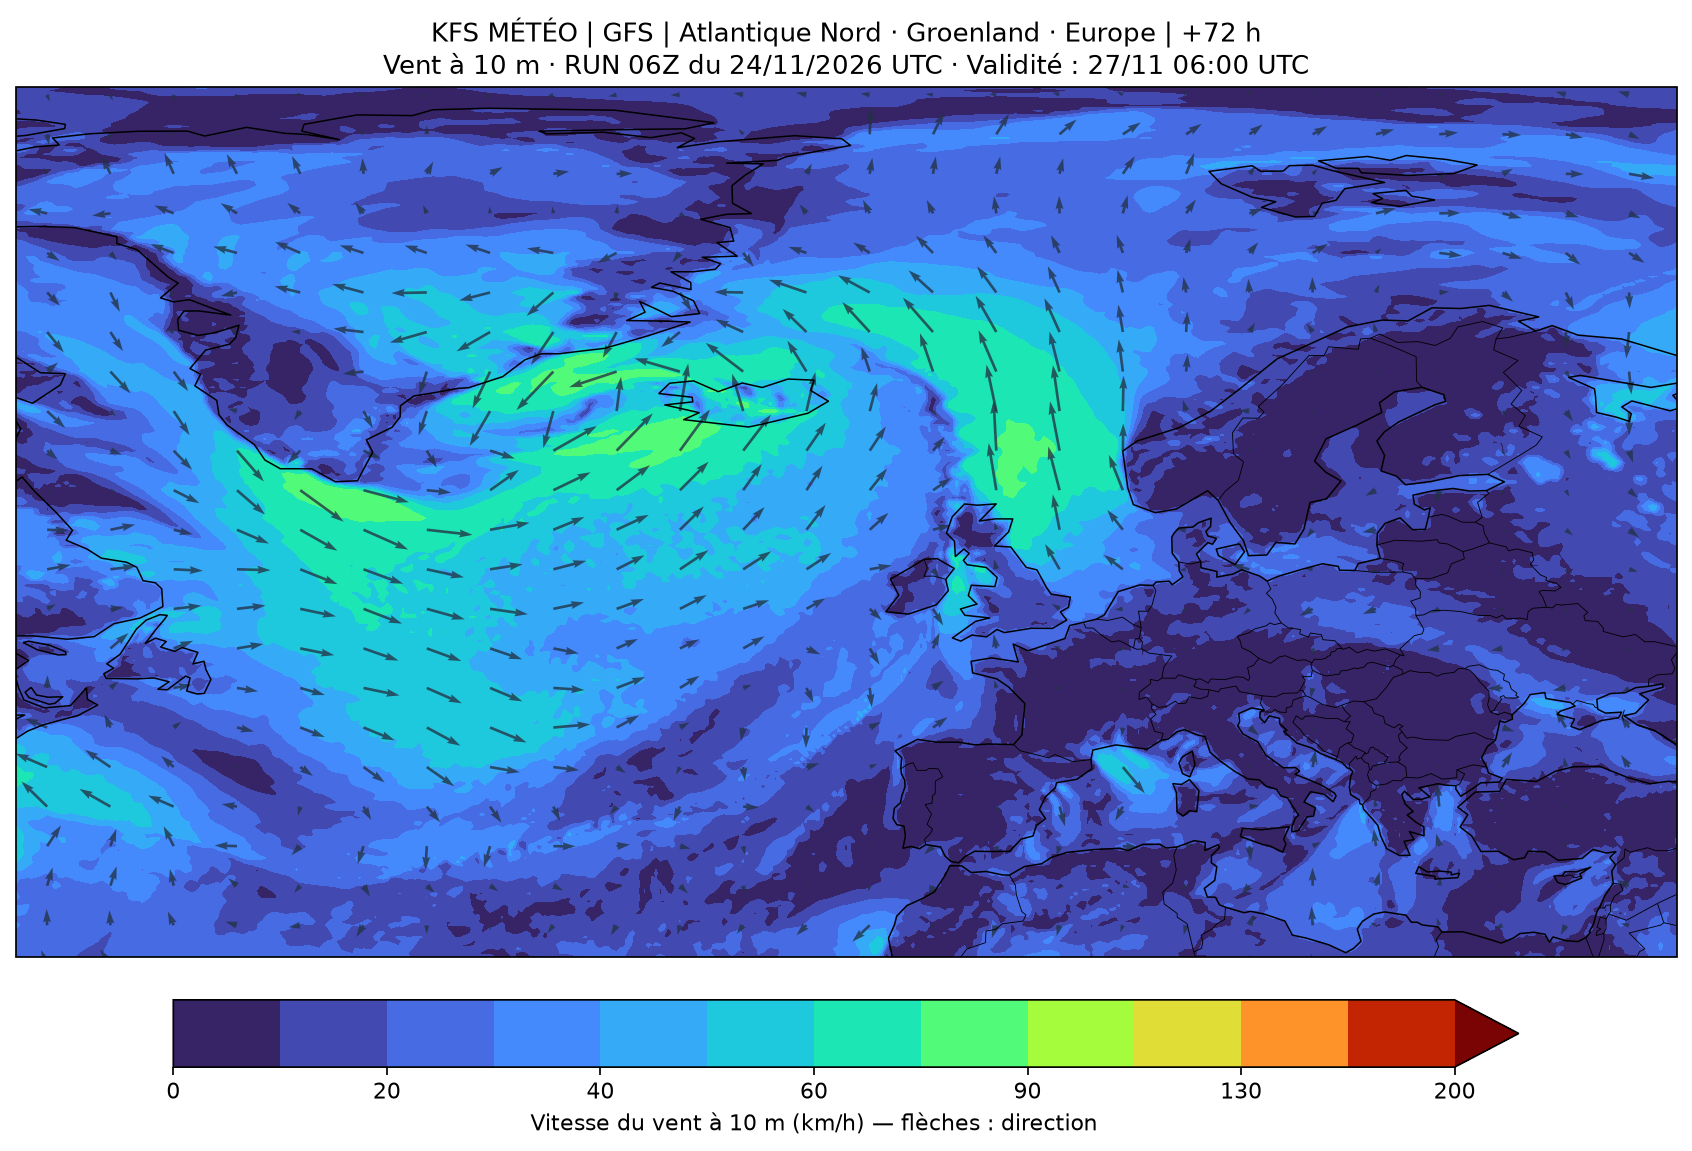 KFS MÉTÉO | GFS | Atlantique Nord · Groenland · Europe | +72 h
Vent à 10 m · RUN 06Z du 24/11/2026 UTC · Validité : 27/11 06:00 UTC
0 20 40 60 90 130 200
Vitesse du vent à 10 m (km/h) — flèches : direction